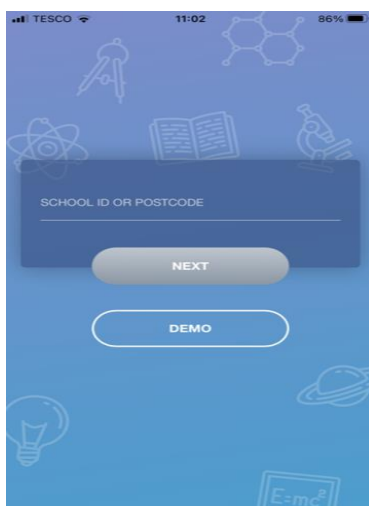 TESCO 11:02 86%
SCHOOL ID OR POSTCODE
NEXT
DEMO
E=mc²